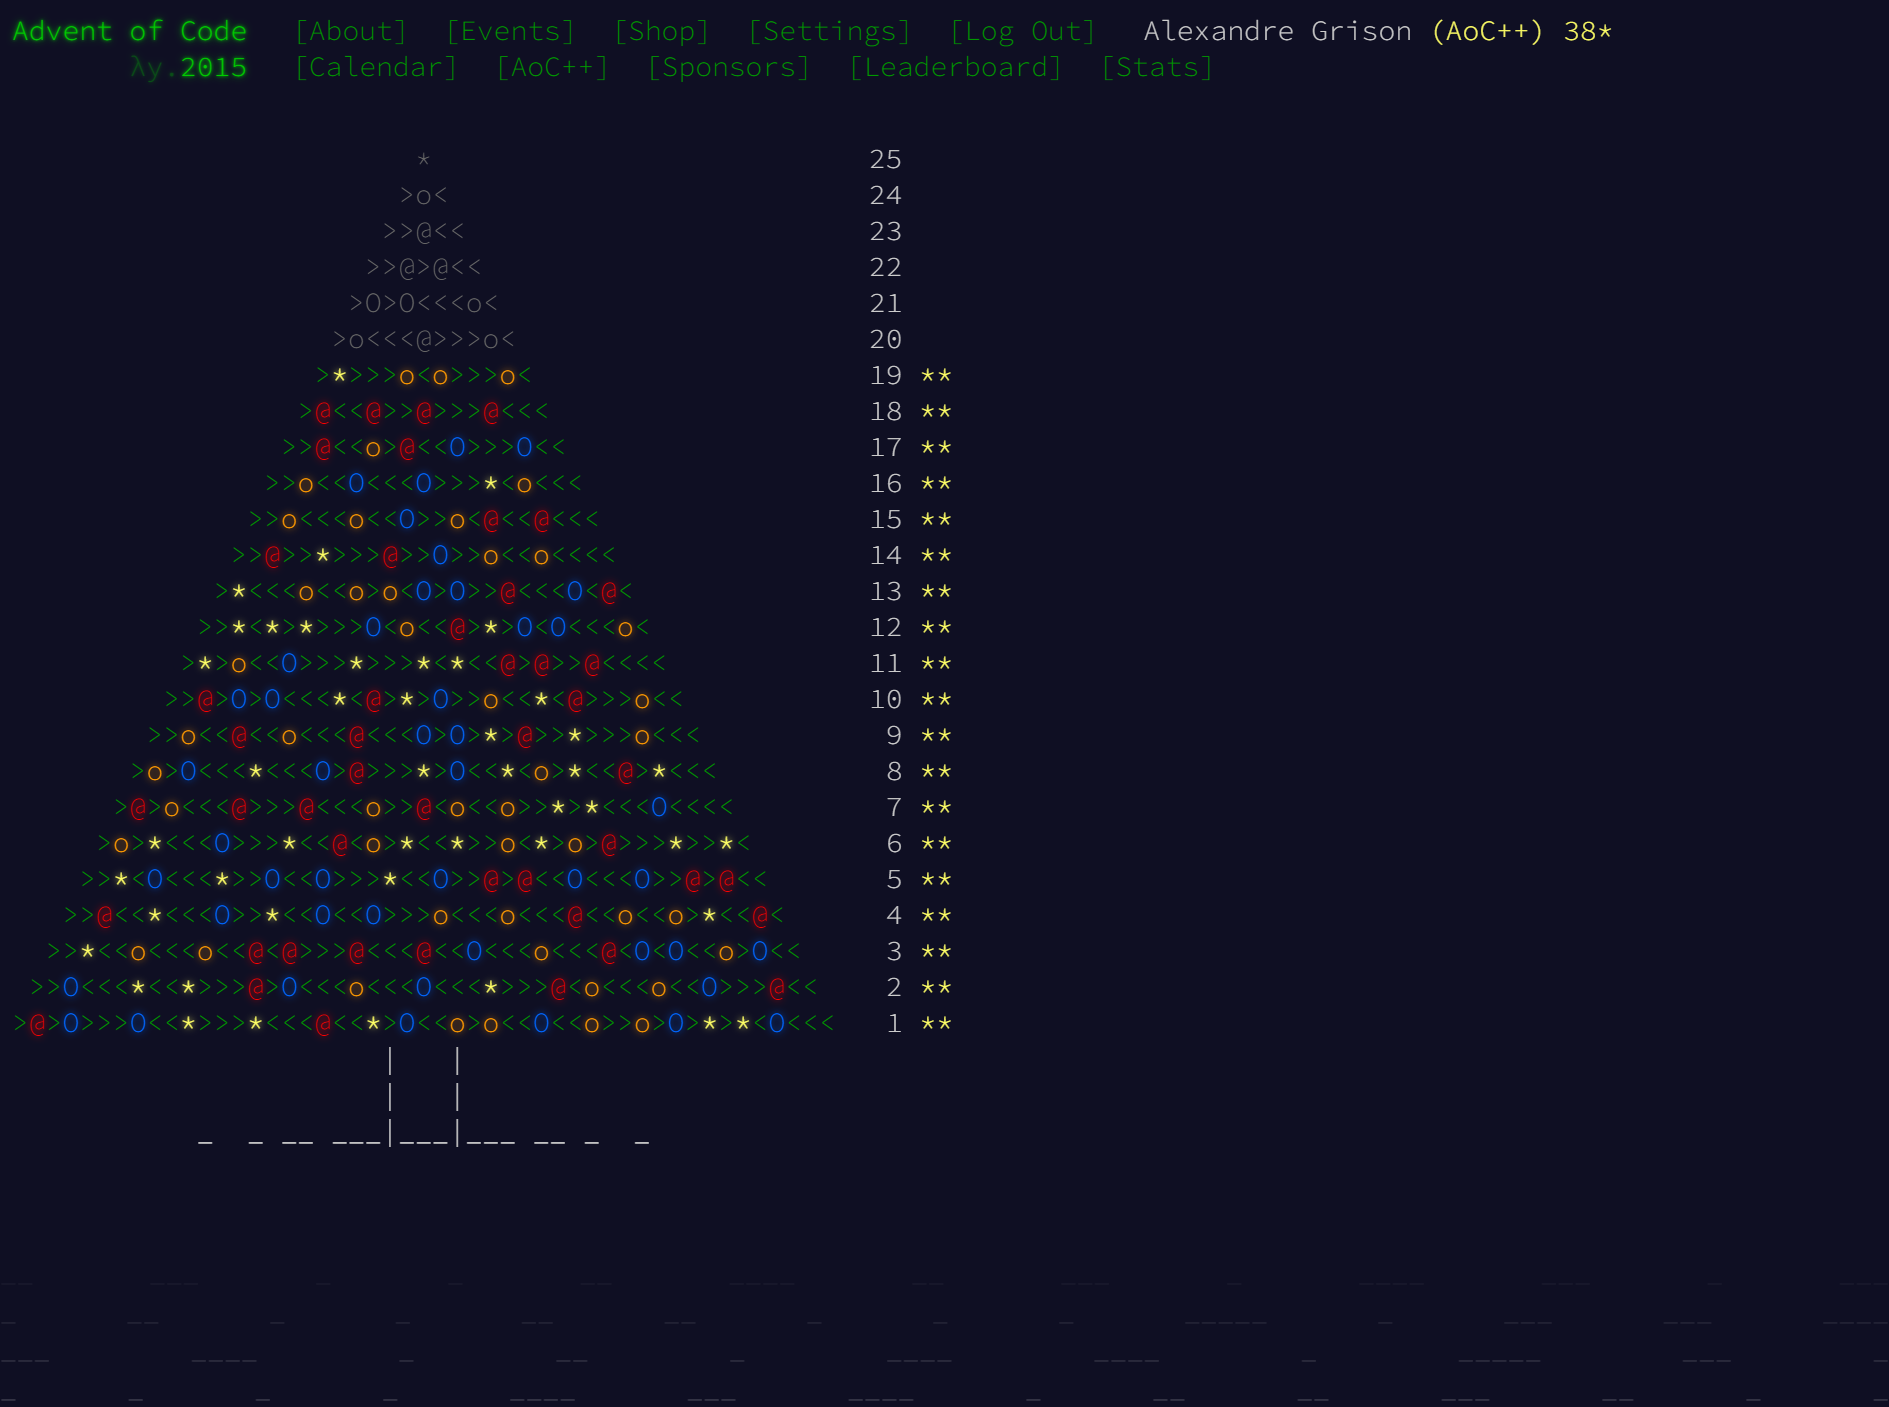 Advent of Code [About] [Events] [Shop] [Settings] [Log Out] Alexandre Grison (AoC++) 38*
λy.2015 [Calendar] [AoC++] [Sponsors] [Leaderboard] [Stats]
* 25
>o< 24
>>@<< 23
>>@>@<< 22
>O>O<<<o< 21
>o<<<@>>>o< 20
>*>>>o<o>>>o< 19 **
>@<<@>>@>>>@<<< 18 **
>>@<<o>@<<O>>>O<< 17 **
>>o<<O<<<O>>>*<o<<< 16 **
>>o<<<o<<O>>o<@<<@<<< 15 **
>>@>>*>>>@>>O>>o<<o<<<< 14 **
>*<<<o<<o>o<O>O>>@<<<O<@< 13 **
>>*<*>*>>>O<o<<@>*>O<O<<<o< 12 **
>*>o<<O>>>*>>>*<*<<@>@>>@<<<< 11 **
>>@>O>O<<<*<@>*>O>>o<<*<@>>>o<< 10 **
>>o<<@<<o<<<@<<<O>O>*>@>>*>>>o<<< 9 **
>o>O<<<*<<<O>@>>>*>O<<*<o>*<<@>*<<< 8 **
>@>o<<<@>>>@<<<o>>@<o<<o>>*>*<<<O<<<< 7 **
>o>*<<<O>>>*<<@<o>*<<*>>o<*>o>@>>>*>>*< 6 **
>>*<O<<<*>>O<<O>>>*<<O>>@>@<<O<<<O>>@>@<< 5 **
>>@<<*<<<O>>*<<O<<O>>>o<<<o<<<@<<o<<o>*<<@< 4 **
>>*<<o<<<o<<@<@>>>@<<<@<<O<<<o<<<@<O<O<<o>O<< 3 **
>>O<<<*<<*>>>@>O<<<o<<<O<<<*>>>@<o<<<o<<O>>>@<< 2 **
>@>O>>>O<<*>>>*<<<@<<*>O<<o>o<<O<<o>>o>O>*>*<O<<< 1 **
| |
| |
_ _ __ ___|___|___ __ _ _